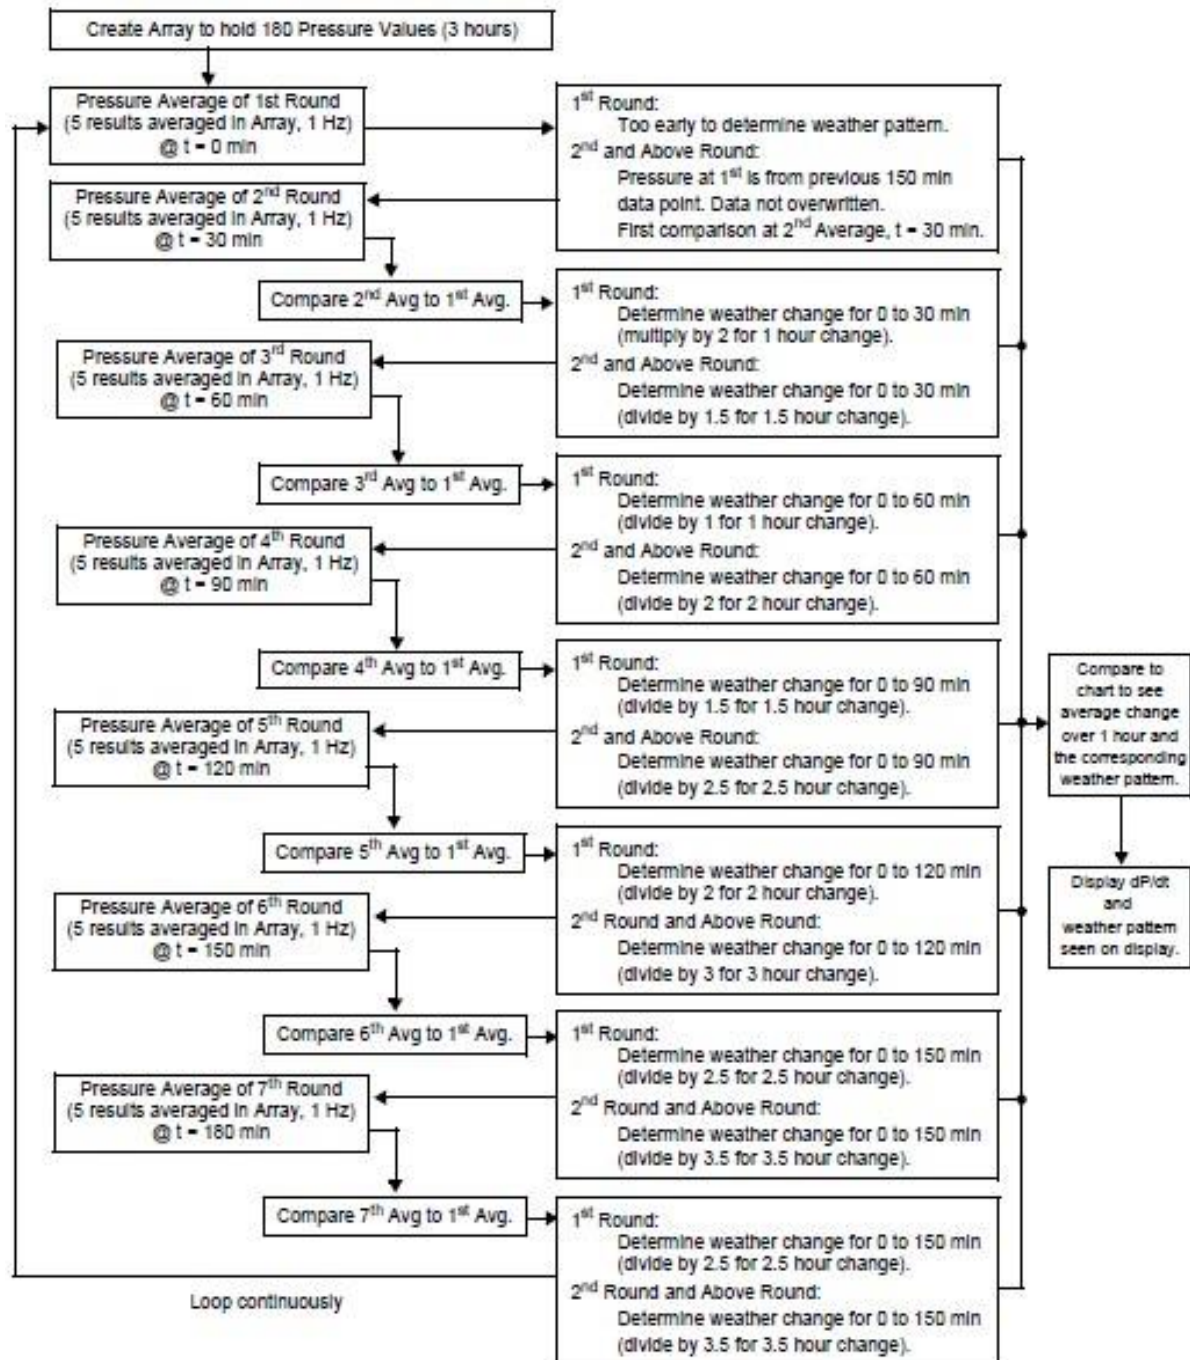 Create Array to hold 180 Pressure Values (3 hours)
Pressure Average of 1st Round
(5 results averaged in Array, 1 Hz)
@ t = 0 min
1st Round:
Too early to determine weather pattern.
2nd and Above Round:
Pressure at 1st is from previous 150 min
data point. Data not overwritten.
First comparison at 2nd Average, t = 30 min.
Pressure Average of 2nd Round
(5 results averaged in Array, 1 Hz)
@ t = 30 min
Compare 2nd Avg to 1st Avg.
1st Round:
Determine weather change for 0 to 30 min
(multiply by 2 for 1 hour change).
2nd and Above Round:
Determine weather change for 0 to 30 min
(divide by 1.5 for 1.5 hour change).
Pressure Average of 3rd Round
(5 results averaged in Array, 1 Hz)
@ t = 60 min
Compare 3rd Avg to 1st Avg.
1st Round:
Determine weather change for 0 to 60 min
(divide by 1 for 1 hour change).
2nd and Above Round:
Determine weather change for 0 to 60 min
(divide by 2 for 2 hour change).
Pressure Average of 4th Round
(5 results averaged in Array, 1 Hz)
@ t = 90 min
Compare 4th Avg to 1st Avg.
1st Round:
Determine weather change for 0 to 90 min
(divide by 1.5 for 1.5 hour change).
2nd and Above Round:
Determine weather change for 0 to 90 min
(divide by 2.5 for 2.5 hour change).
Pressure Average of 5th Round
(5 results averaged in Array, 1 Hz)
@ t = 120 min
Compare 5th Avg to 1st Avg.
1st Round:
Determine weather change for 0 to 120 min
(divide by 2 for 2 hour change).
2nd Round and Above Round:
Determine weather change for 0 to 120 min
(divide by 3 for 3 hour change).
Pressure Average of 6th Round
(5 results averaged in Array, 1 Hz)
@ t = 150 min
Compare 6th Avg to 1st Avg.
1st Round:
Determine weather change for 0 to 150 min
(divide by 2.5 for 2.5 hour change).
2nd Round and Above Round:
Determine weather change for 0 to 150 min
(divide by 3.5 for 3.5 hour change).
Pressure Average of 7th Round
(5 results averaged in Array, 1 Hz)
@ t = 180 min
Compare 7th Avg to 1st Avg.
1st Round:
Determine weather change for 0 to 150 min
(divide by 2.5 for 2.5 hour change).
2nd Round and Above Round:
Determine weather change for 0 to 150 min
(divide by 3.5 for 3.5 hour change).
Loop continuously
Compare to
chart to see
average change
over 1 hour and
the corresponding
weather pattern.
Display dP/dt
and
weather pattern
seen on display.